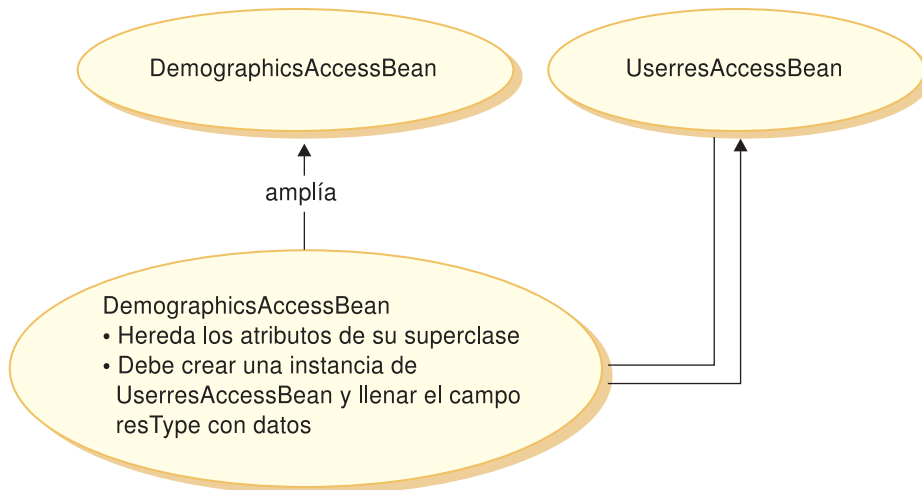 DemographicsAccessBean
UserresAccessBean
amplía
DemographicsAccessBean
• Hereda los atributos de su superclase
• Debe crear una instancia de
UserresAccessBean y llenar el campo
resType con datos